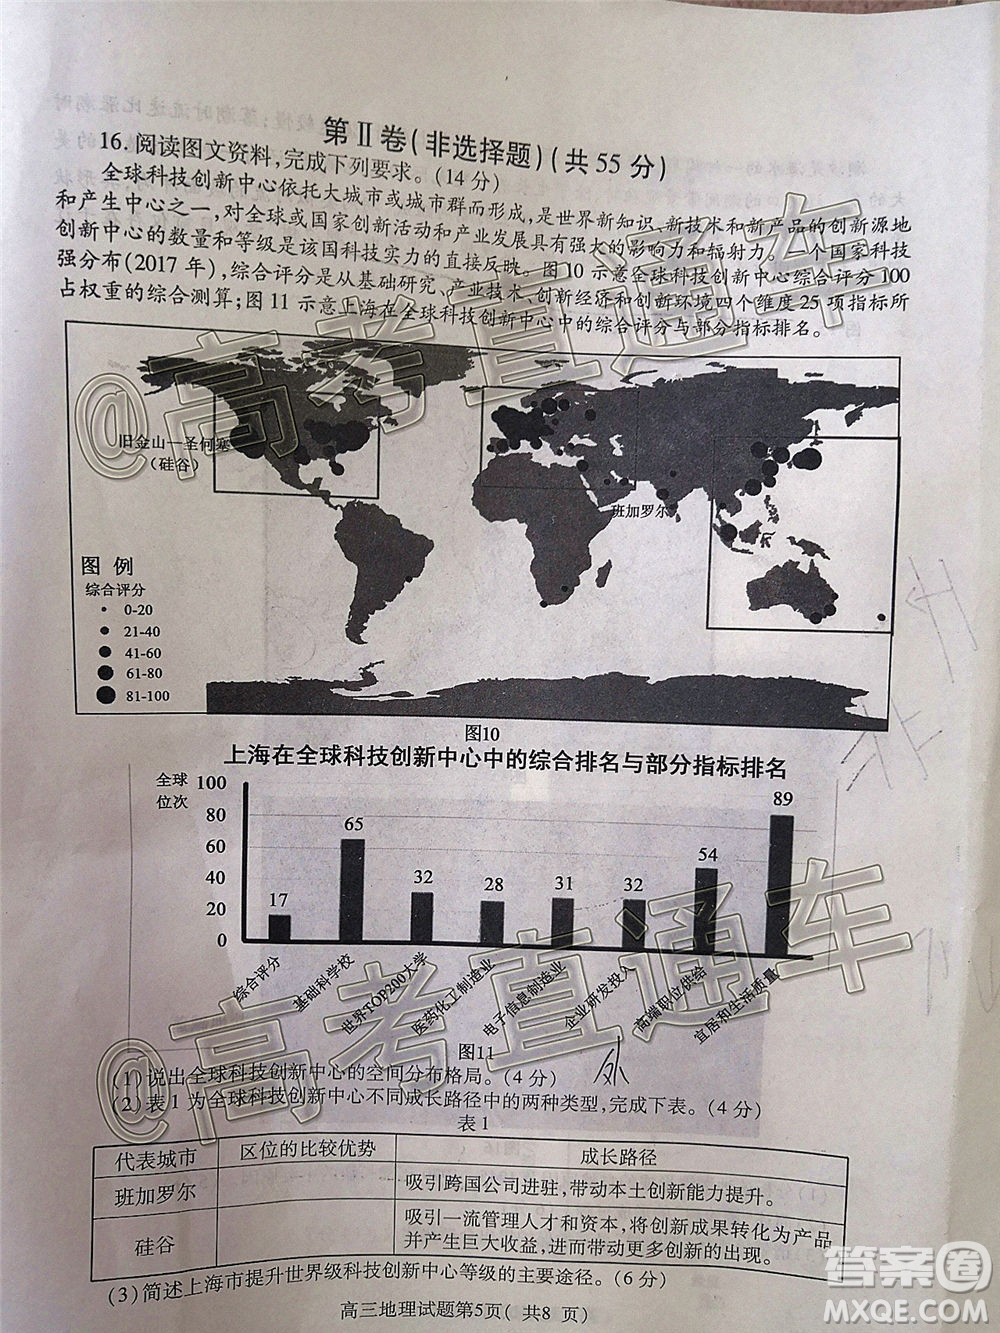 第Ⅱ卷(非选择题)(共55分)
16.阅读图文资料,完成下列要求。(14分)
全球科技创新中心依托大城市或城市群而形成,是世界新知识、新技术和新产品的创新源地
和产生中心之一,对全球或国家创新活动和产业发展具有强大的影响力和辐射力。一个国家科技
创新中心的数量和等级是该国科技实力的直接反映。图10示意全球科技创新中心综合评分100
强分布(2017年),综合评分是从基础研究、产业技术、创新经济和创新环境四个维度25项指标所
占权重的综合测算;图11示意上海在全球科技创新中心中的综合评分与部分指标排名。
旧金山—圣何塞
(硅谷)
班加罗尔
图 例
综合评分
0-20
21-40
41-60
61-80
81-100
图10
上海在全球科技创新中心中的综合排名与部分指标排名
全球
位次
100
80
60
40
20
0
17
65
32
28
31
32
54
89
综合评分
基础科学校
世界TOP200大学
医药化工制造业
电子信息制造业
企业研发投入
高端职位供给
宜居和生活质量
图11
(1)说出全球科技创新中心的空间分布格局。(4分)
(2)表1为全球科技创新中心不同成长路径中的两种类型,完成下表。(4分)
表1
代表城市 区位的比较优势 成长路径
班加罗尔 吸引跨国公司进驻,带动本土创新能力提升。
硅谷 吸引一流管理人才和资本,将创新成果转化为产品
并产生巨大收益,进而带动更多创新的出现。
(3)简述上海市提升世界级科技创新中心等级的主要途径。(6分)
高三地理试题第5页(共8 页)
@高考直通车
@高考直通车
答案圈
MXQE.COM